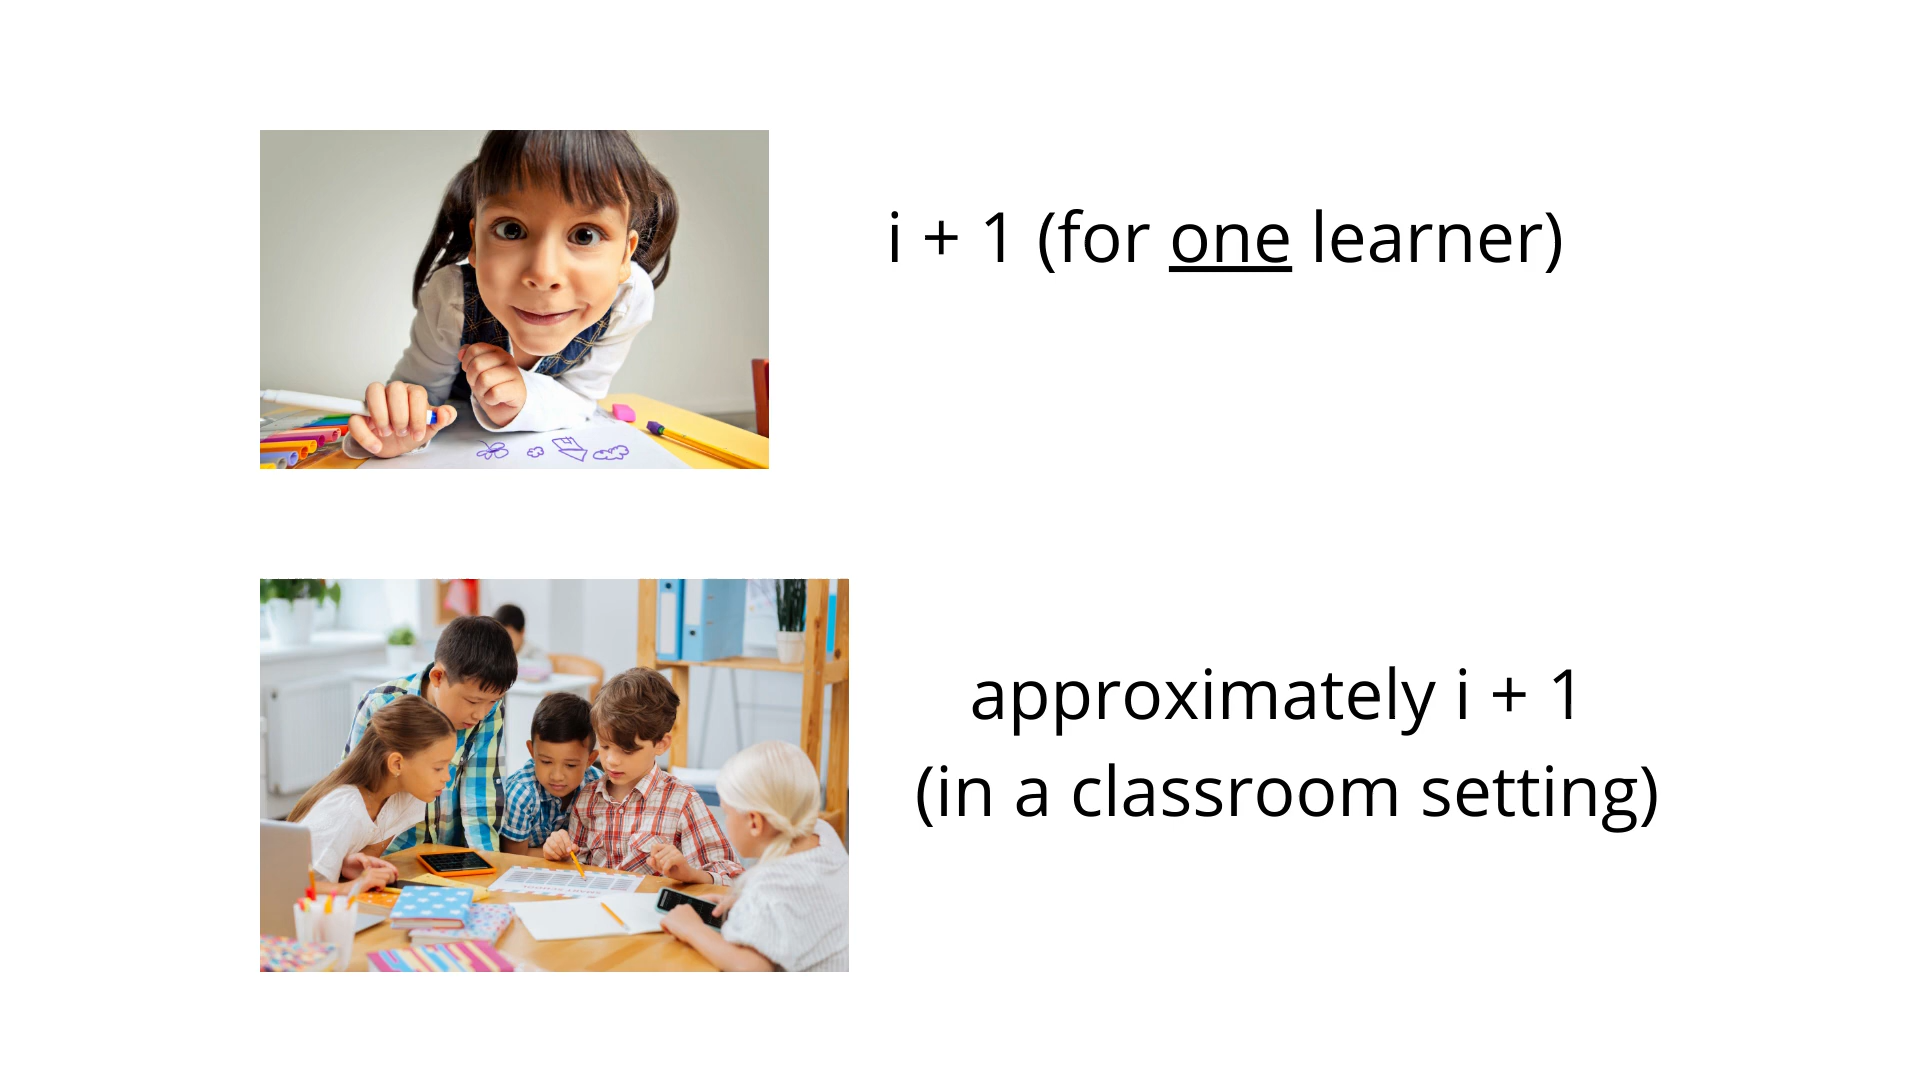 i + 1 (for one learner)
approximately i + 1
(in a classroom setting)